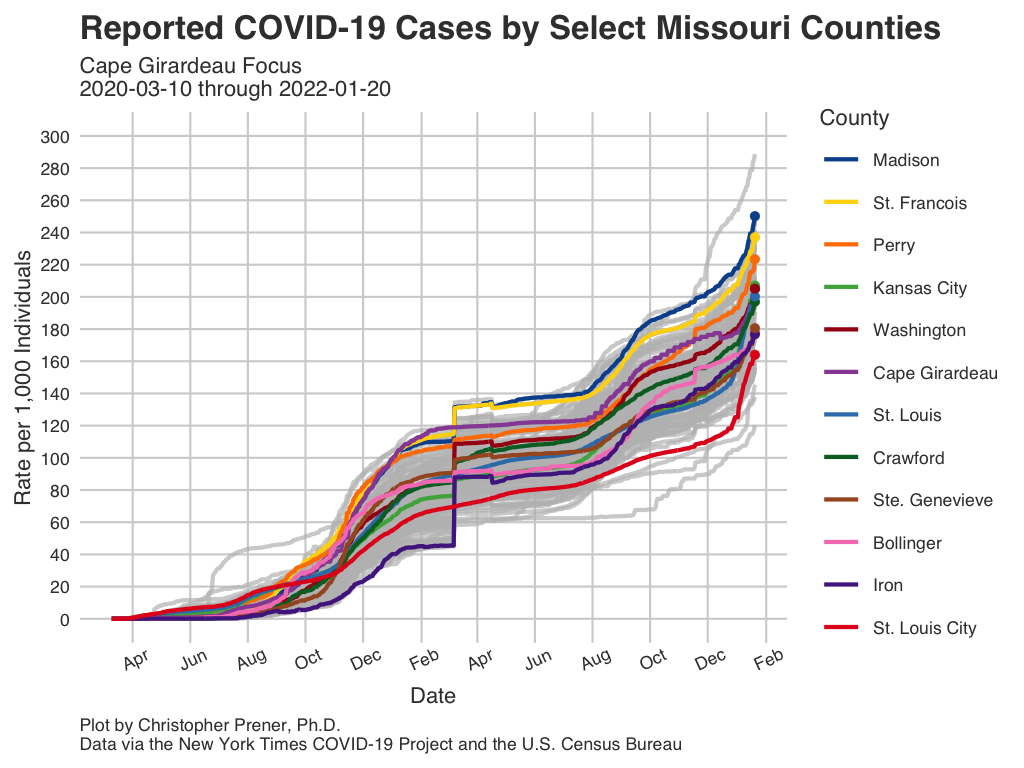 Reported COVID-19 Cases by Select Missouri Counties
Cape Girardeau Focus
2020-03-10 through 2022-01-20
County
Madison
St. Francois
Perry
Kansas City
Washington
Cape Girardeau
St. Louis
Crawford
Ste. Genevieve
Bollinger
Iron
St. Louis City
Rate per 1,000 Individuals
300
280
260
240
220
200
180
160
140
120
100
80
60
40
20
0
Apr Jun Aug Oct Dec Feb Apr Jun Aug Oct Dec Feb
Date
Plot by Christopher Prener, Ph.D.
Data via the New York Times COVID-19 Project and the U.S. Census Bureau